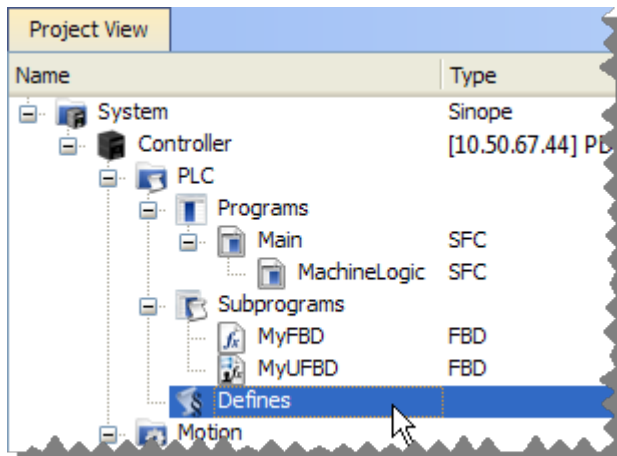 Project View
Name Type
System Sinope
Controller [10.50.67.44] PD
PLC
Programs
Main SFC
MachineLogic SFC
Subprograms
MyFBD FBD
MyUFBD FBD
Defines
Motion